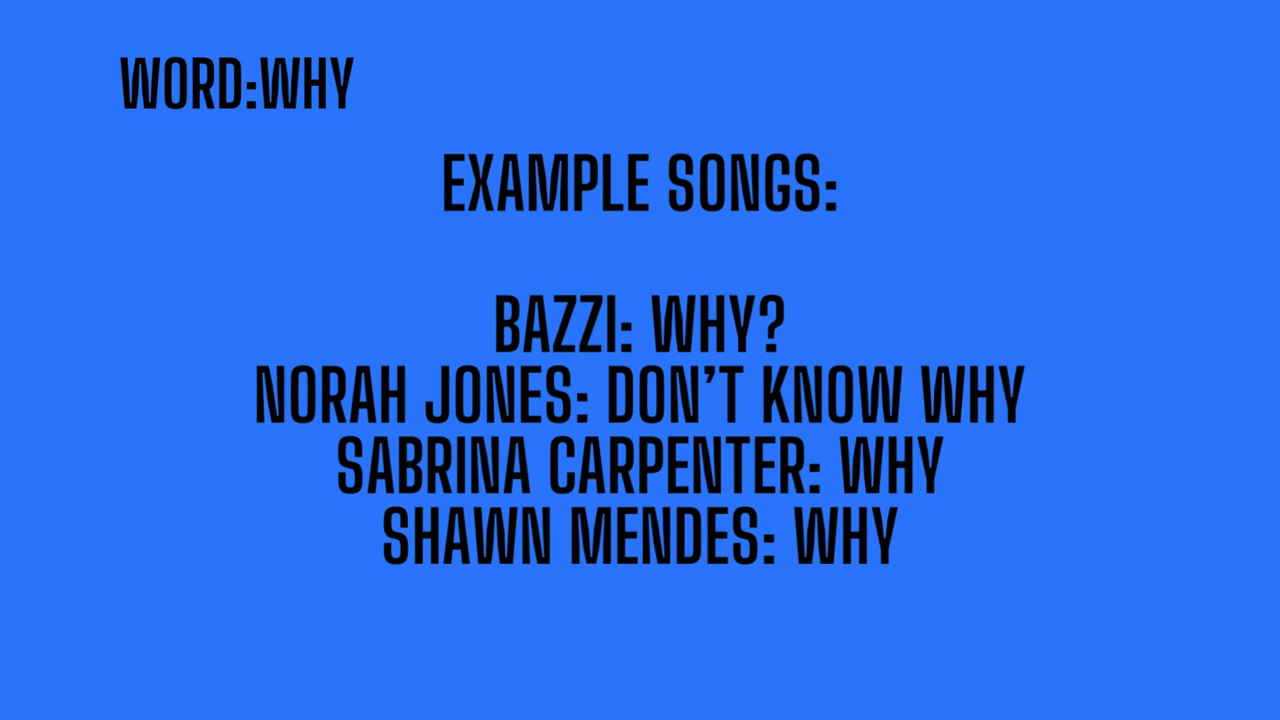 WORD:WHY
EXAMPLE SONGS:
BAZZI: WHY?
NORAH JONES: DON’T KNOW WHY
SABRINA CARPENTER: WHY
SHAWN MENDES: WHY